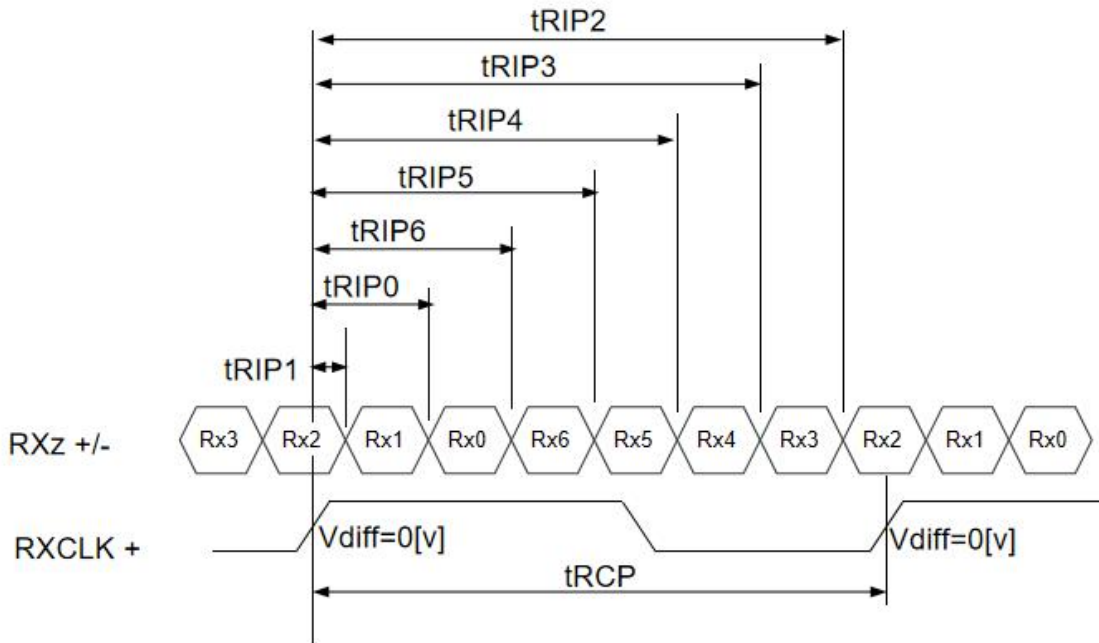 tRIP2
tRIP3
tRIP4
tRIP5
tRIP6
tRIP0
tRIP1
RXz +/- Rx3 Rx2 Rx1 Rx0 Rx6 Rx5 Rx4 Rx3 Rx2 Rx1 Rx0
RXCLK + Vdiff=0[v] Vdiff=0[v]
tRCP